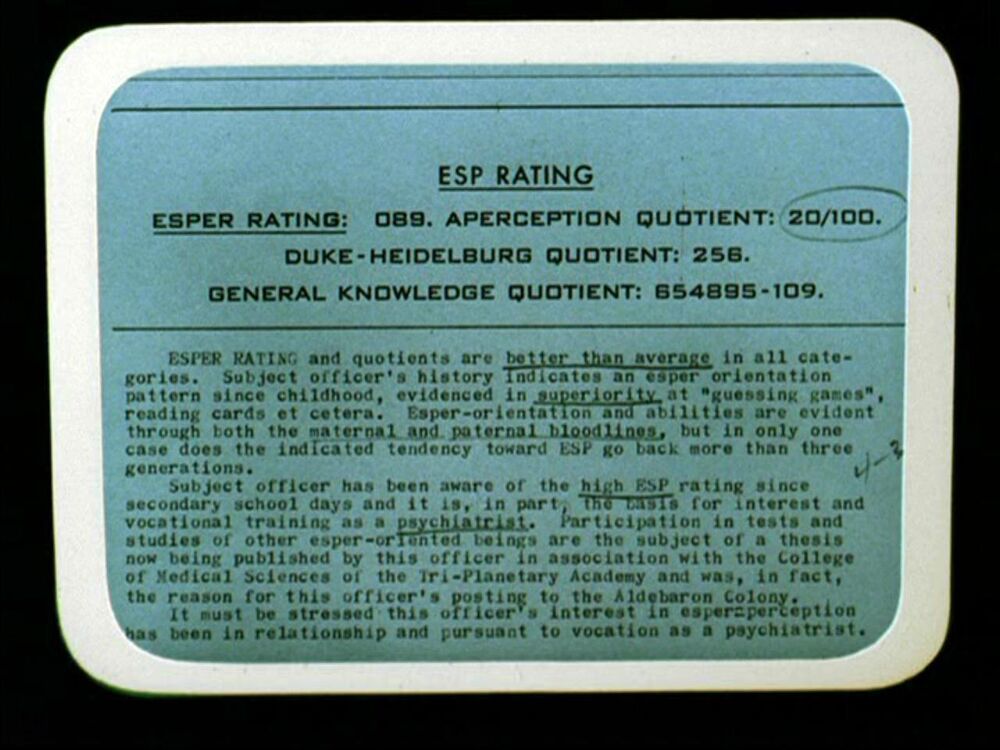 ESP RATING
ESPER RATING: 089. APERCEPTION QUOTIENT: 20/100.
DUKE-HEIDELBURG QUOTIENT: 256.
GENERAL KNOWLEDGE QUOTIENT: 654895-109.
ESPER RATING and quotients are better than average in all cate-
gories. Subject officer's history indicates an esper orientation
pattern since childhood, evidenced in superiority at "guessing games",
reading cards et cetera. Esper-orientation and abilities are evident
through both the maternal and paternal bloodlines, but in only one
case does the indicated tendency toward ESP go back more than three
generations.
4-3
Subject officer has been aware of the high ESP rating since
secondary school days and it is, in part, the basis for interest and
vocational training as a psychiatrist. Participation in tests and
studies of other esper-oriented beings are the subject of a thesis
now being published by this officer in association with the College
of Medical Sciences of the Tri-Planetary Academy and was, in fact,
the reason for this officer's posting to the Aldebaron Colony.
It must be stressed this officer's interest in esper-perception
has been in relationship and pursuant to vocation as a psychiatrist.